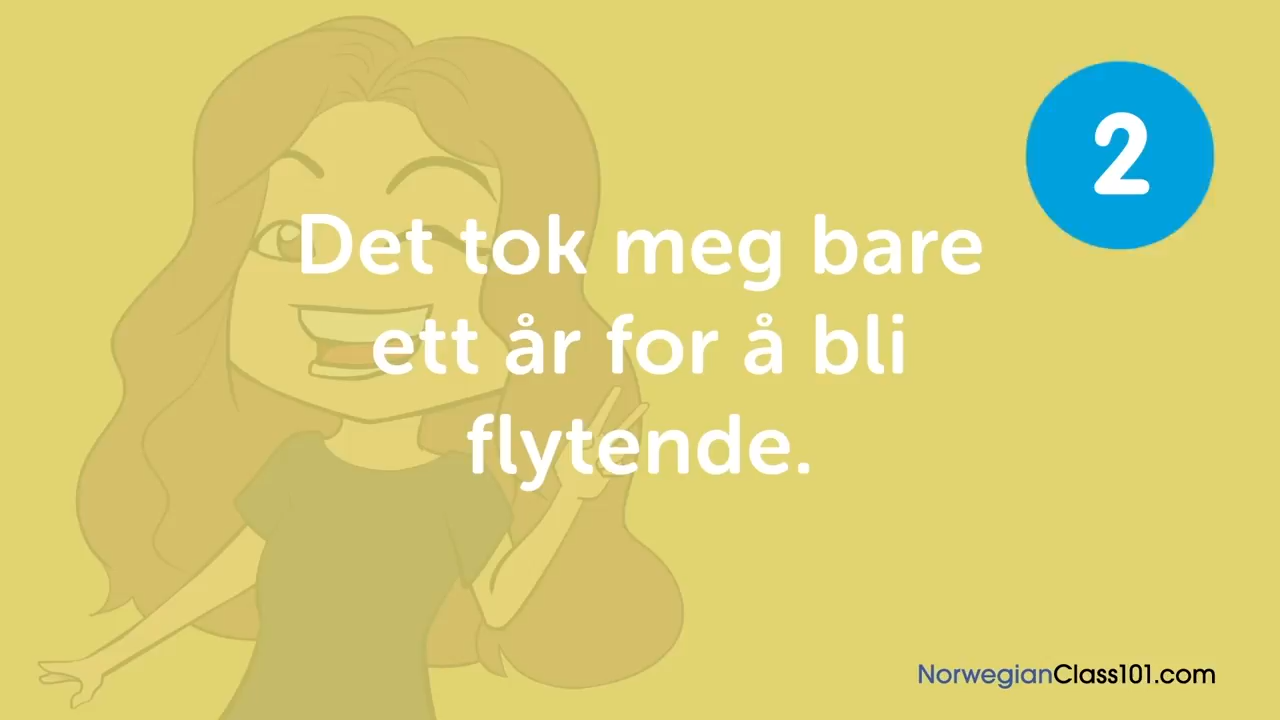 2
Det tok meg bare
ett år for å bli
flytende.
NorwegianClass101.com